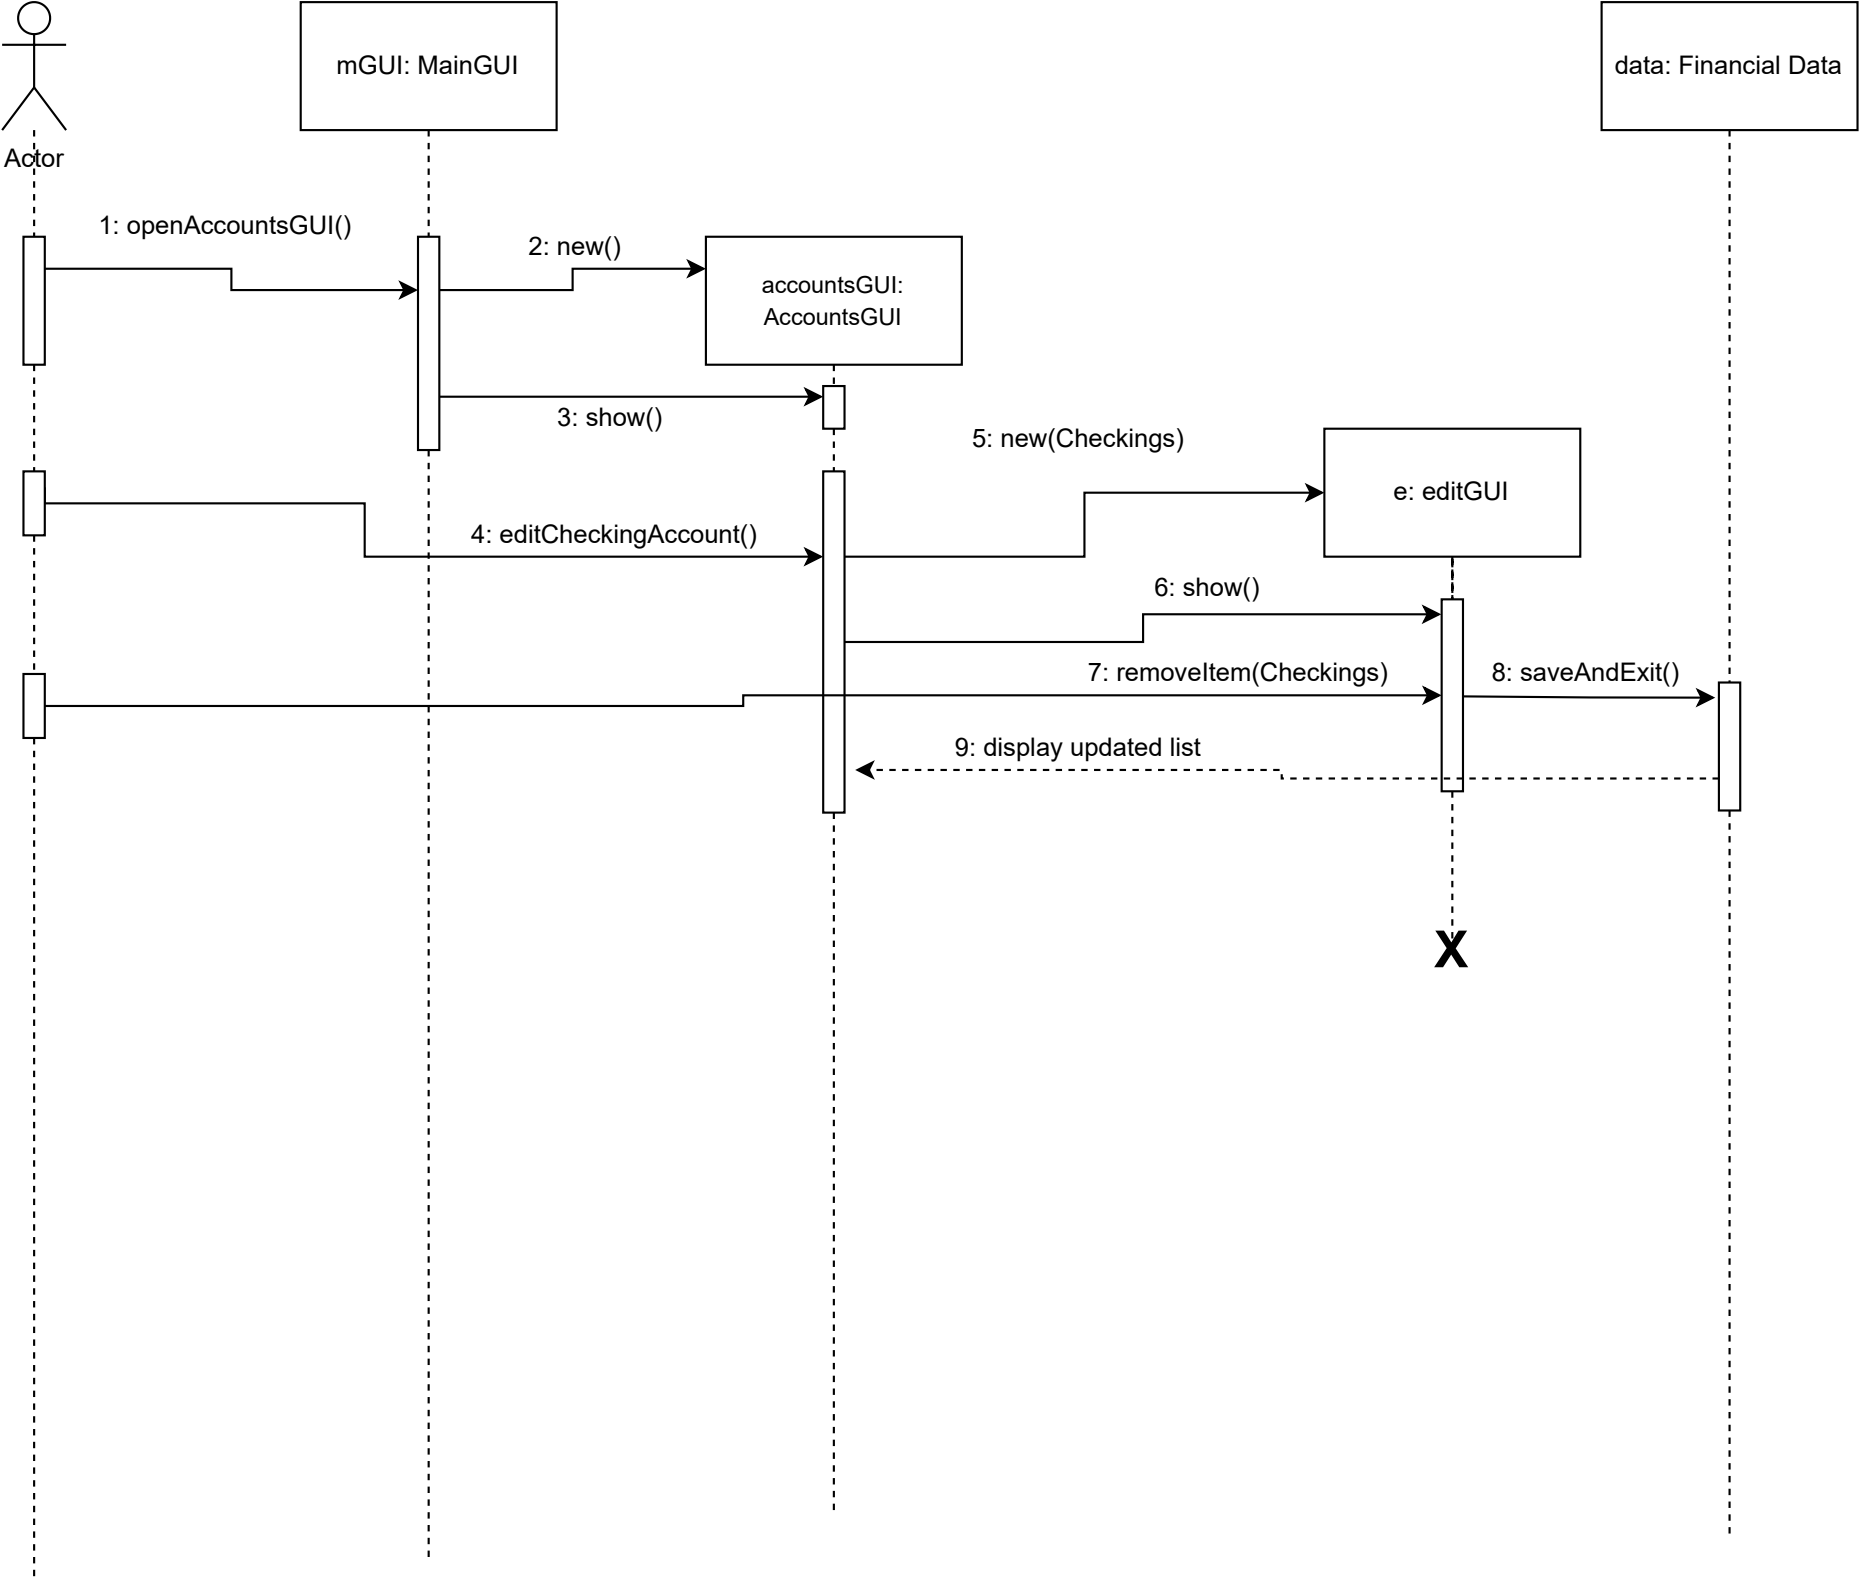 mGUI: MainGUI
data: Financial Data
Actor
1: openAccountsGUI()
2: new()
accountsGUI:
AccountsGUI
3: show()
5: new(Checkings)
e: editGUI
4: editCheckingAccount()
6: show()
7: removeItem(Checkings)
8: saveAndExit()
9: display updated list
X